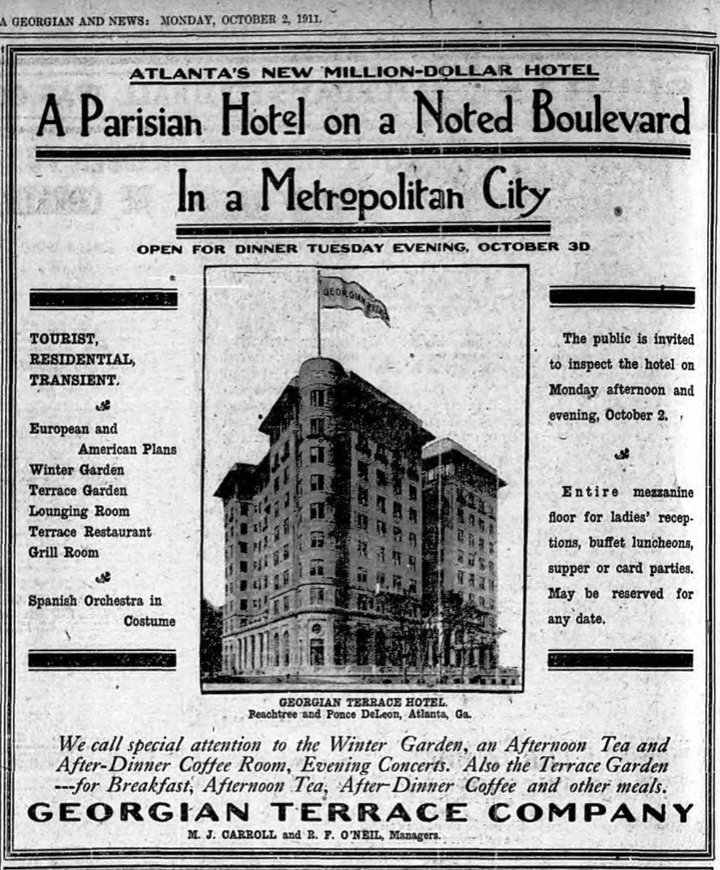 A GEORGIAN AND NEWS: MONDAY, OCTOBER 2, 1911.
ATLANTA'S NEW MILLION-DOLLAR HOTEL
A Parisian Hotel on a Noted Boulevard
In a Metropolitan City
OPEN FOR DINNER TUESDAY EVENING, OCTOBER 3D
TOURIST,
RESIDENTIAL,
TRANSIENT.
European and
American Plans
Winter Garden
Terrace Garden
Lounging Room
Terrace Restaurant
Grill Room
Spanish Orchestra in
Costume
GEORGIAN
The public is invited
to inspect the hotel on
Monday afternoon and
evening, October 2.
Entire mezzanine
floor for ladies' recep-
tions, buffet luncheons,
supper or card parties.
May be reserved for
any date.
GEORGIAN TERRACE HOTEL.
Peachtree and Ponce DeLeon, Atlanta, Ga.
We call special attention to the Winter Garden, an Afternoon Tea and
After-Dinner Coffee Room, Evening Concerts. Also the Terrace Garden
---for Breakfast, Afternoon Tea, After-Dinner Coffee and other meals.
GEORGIAN TERRACE COMPANY
M. J. CARROLL and R. F. O'NEIL, Managers.